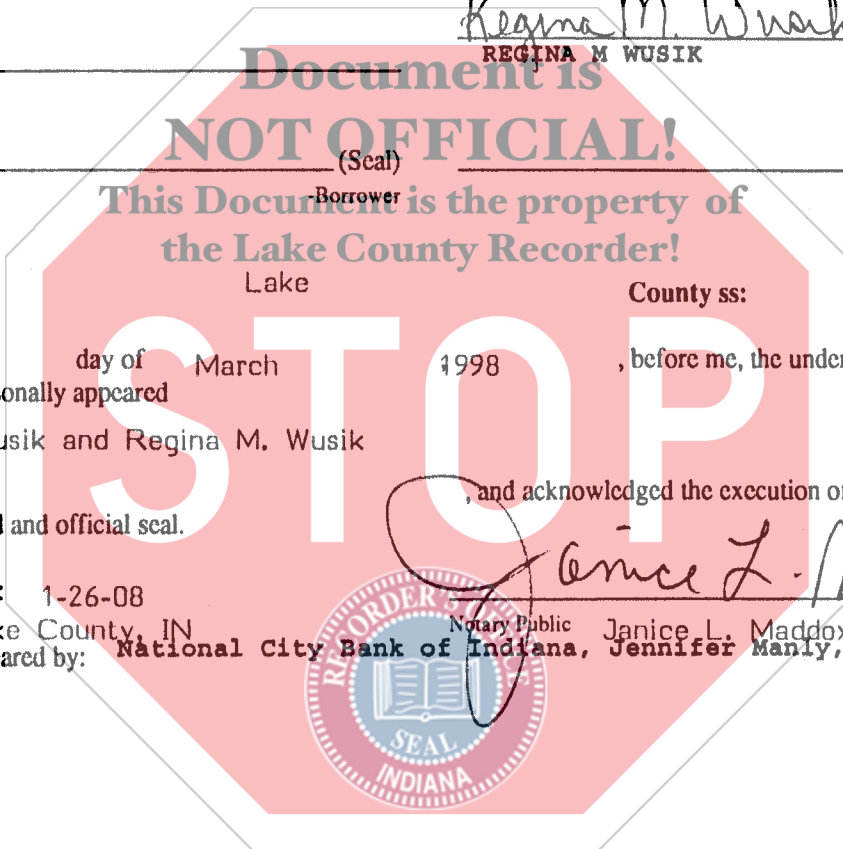 Regina M. Wusik
REGINA M WUSIK
Document is
NOT OFFICIAL!
(Seal)
-Borrower
This Document is the property of
the Lake County Recorder!
Lake
County ss:
STOP
day of March 1998 , before me, the under
onally appeared
usik and Regina M. Wusik
, and acknowledged the execution
and official seal.
Janice L.
: 1-26-08
ke County, IN
Notary Public Janice L. Maddox
ared by: National City Bank of Indiana, Jennifer Manly,
RECORDER'S OFFICE
SEAL
INDIANA